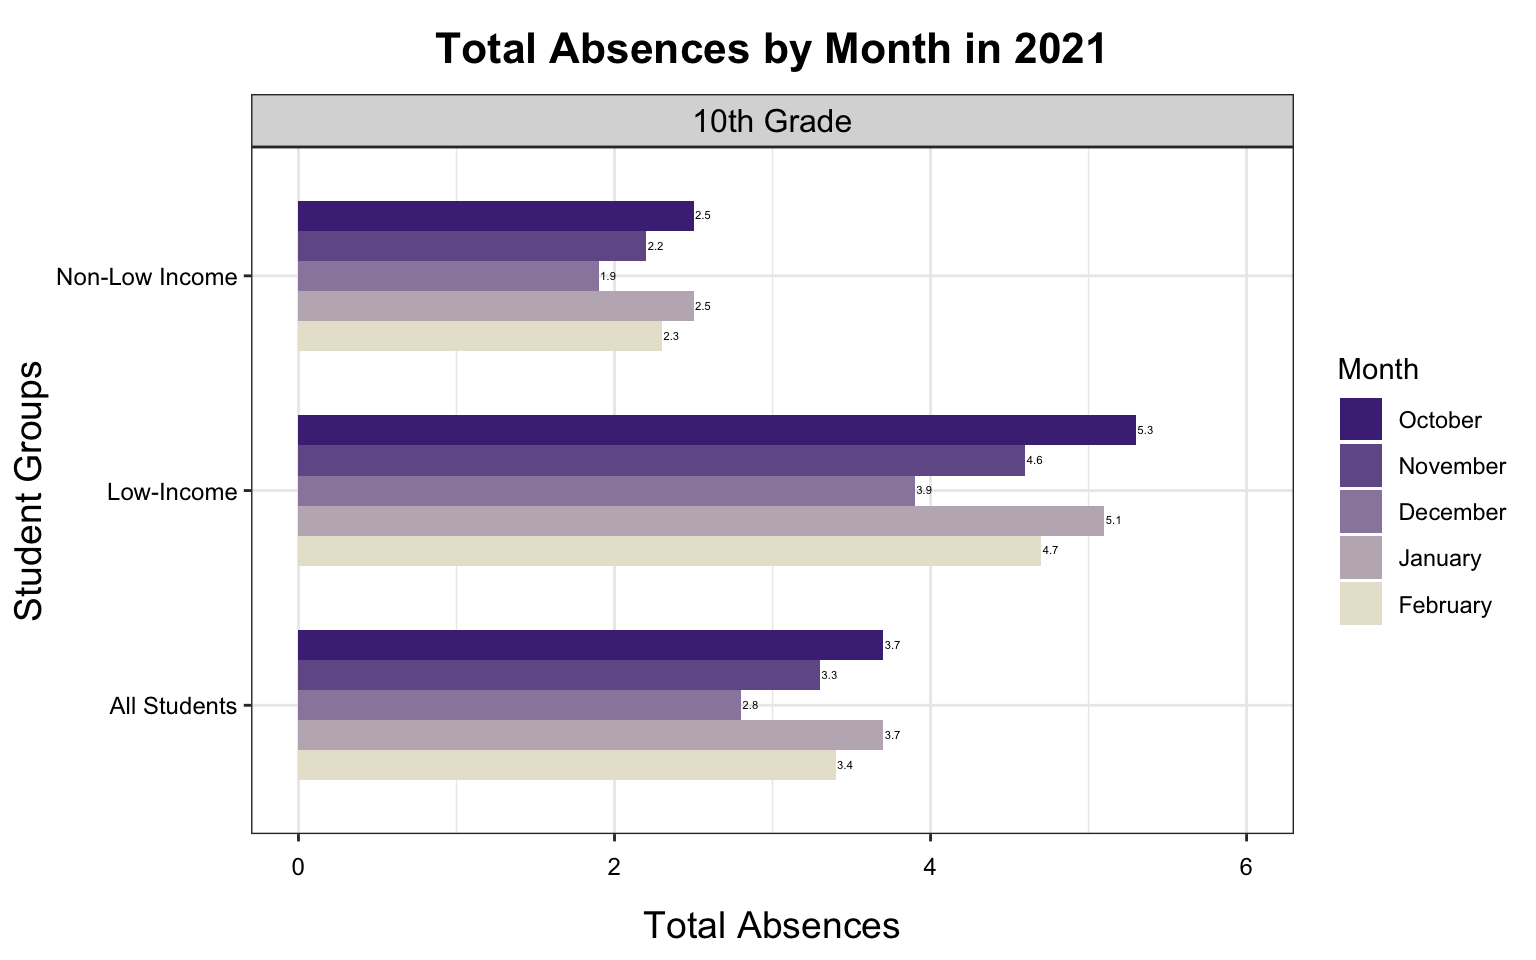 Total Absences by Month in 2021
10th Grade
Non-Low Income
2.5
2.2
1.9
2.5
2.3
Low-Income
5.3
4.6
3.9
5.1
4.7
All Students
3.7
3.3
2.8
3.7
3.4
0 2 4 6
Total Absences
Student Groups
Month
October
November
December
January
February